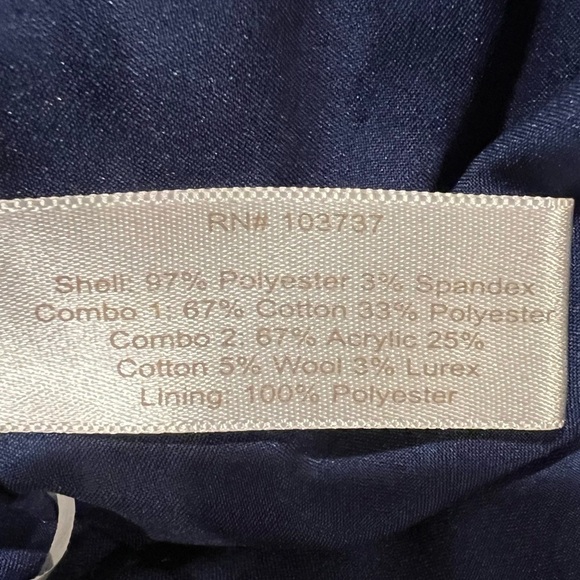 RN# 103737
Shell: 97% Polyester 3% Spandex
Combo 1: 67% Cotton 33% Polyester
Combo 2: 67% Acrylic 25%
Cotton 5% Wool 3% Lurex
Lining: 100% Polyester